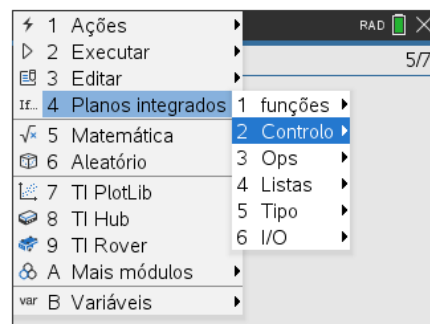 1 Ações
RAD
2 Executar
5/7
3 Editar
If... 4 Planos integrados
1 funções
2 Controlo
5 Matemática
3 Ops
6 Aleatório
4 Listas
7 TI PlotLib
5 Tipo
8 TI Hub
6 I/O
9 TI Rover
A Mais módulos
var B Variáveis